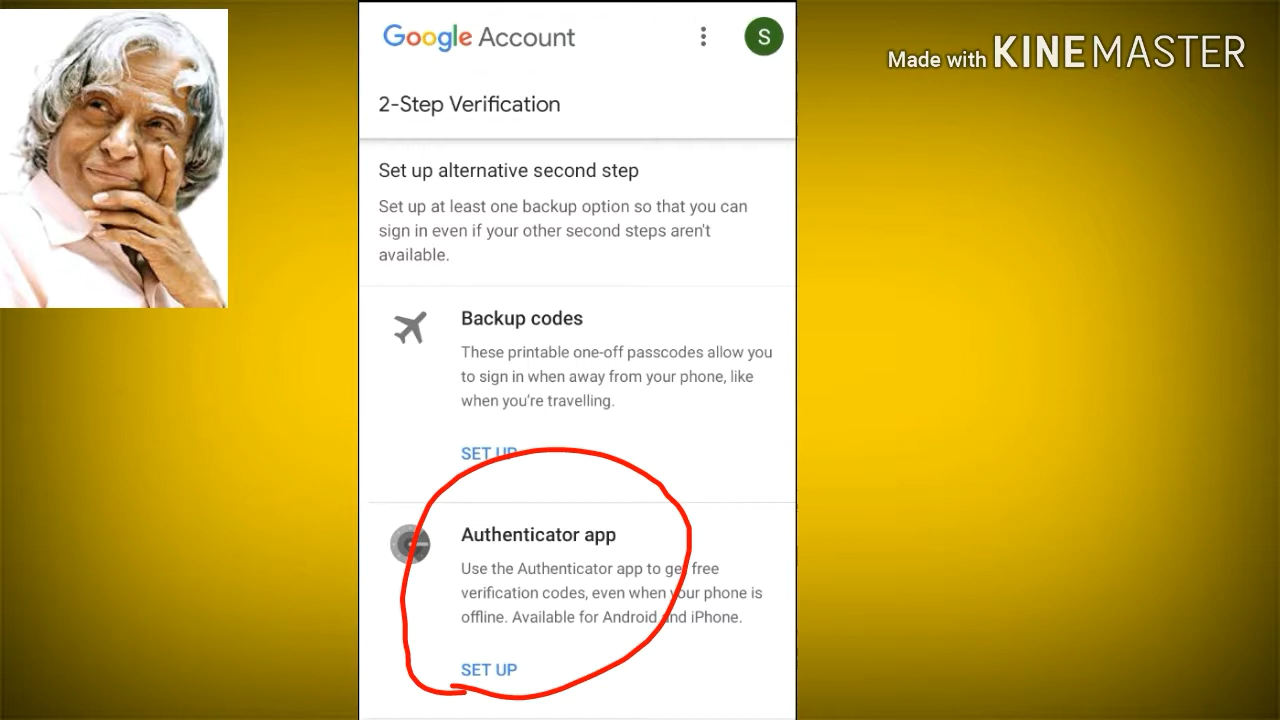 Google Account
S
Made with KINEMASTER
2-Step Verification
Set up alternative second step
Set up at least one backup option so that you can
sign in even if your other second steps aren't
available.
Backup codes
These printable one-off passcodes allow you
to sign in when away from your phone, like
when you're travelling.
SET UP
Authenticator app
Use the Authenticator app to get free
verification codes, even when your phone is
offline. Available for Android and iPhone.
SET UP